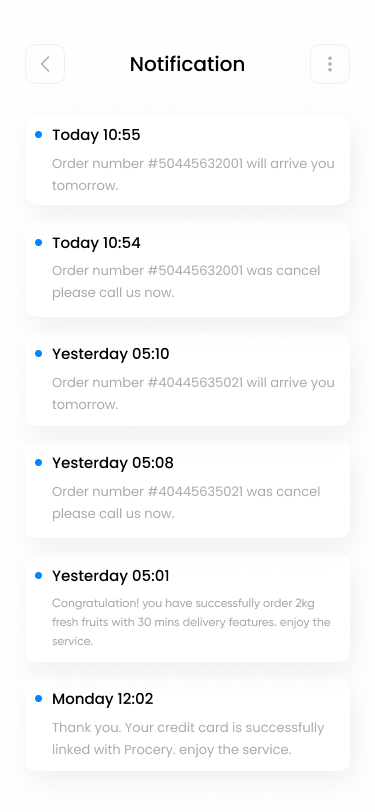 Notification
Today 10:55
Order number #50445632001 will arrive you
tomorrow.
Today 10:54
Order number #50445632001 was cancel
please call us now.
Yesterday 05:10
Order number #40445635021 will arrive you
tomorrow.
Yesterday 05:08
Order number #40445635021 was cancel
please call us now.
Yesterday 05:01
Congratulation! you have successfully order 2kg
fresh fruits with 30 mins delivery features. enjoy the
service.
Monday 12:02
Thank you. Your credit card is successfully
linked with Procery. enjoy the service.